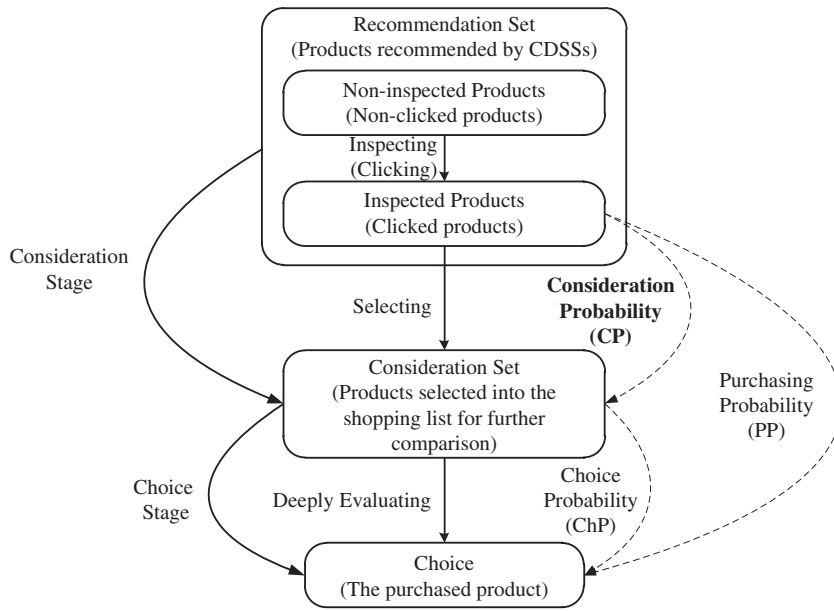 Recommendation Set
(Products recommended by CDSSs)
Non-inspected Products
(Non-clicked products)
Inspecting
(Clicking)
Inspected Products
(Clicked products)
Consideration
Stage
Selecting
Consideration
Probability
(CP)
Consideration Set
(Products selected into the
shopping list for further
comparison)
Purchasing
Probability
(PP)
Choice
Stage
Deeply Evaluating
Choice
Probability
(ChP)
Choice
(The purchased product)